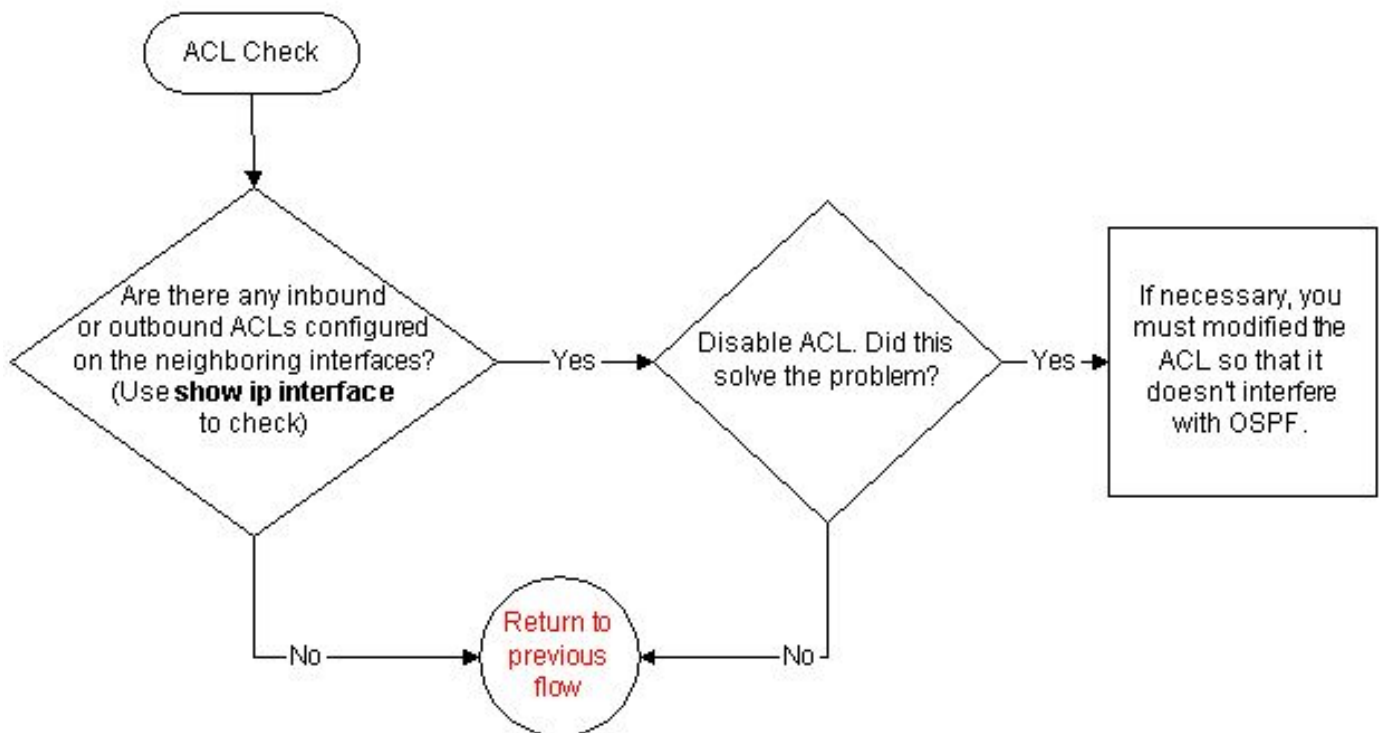 ACL Check
Are there any inbound
or outbound ACLs configured
on the neighboring interfaces?
(Use show ip interface
to check)
Yes
Disable ACL. Did this
solve the problem?
Yes
If necessary, you
must modified the
ACL so that it
doesn't interfere
with OSPF.
No
Return to
previous
flow
No